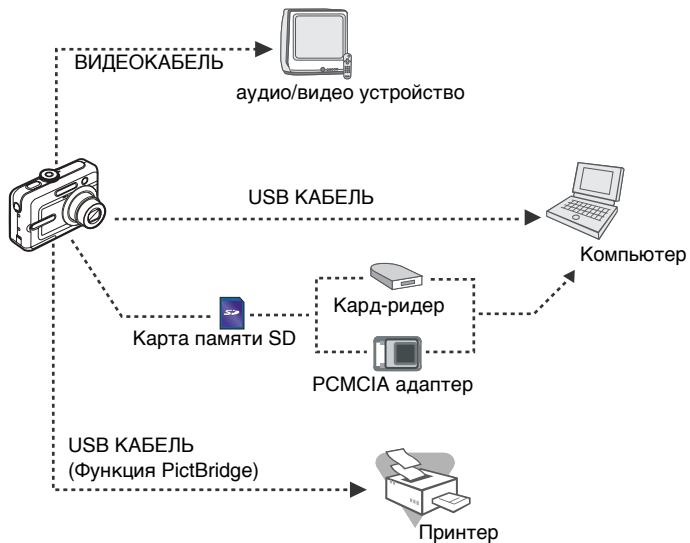 ВИДЕОКАБЕЛЬ
аудио/видео устройство
USB КАБЕЛЬ
Компьютер
Кард-ридер
Карта памяти SD
PCMCIA адаптер
USB КАБЕЛЬ
(Функция PictBridge)
Принтер